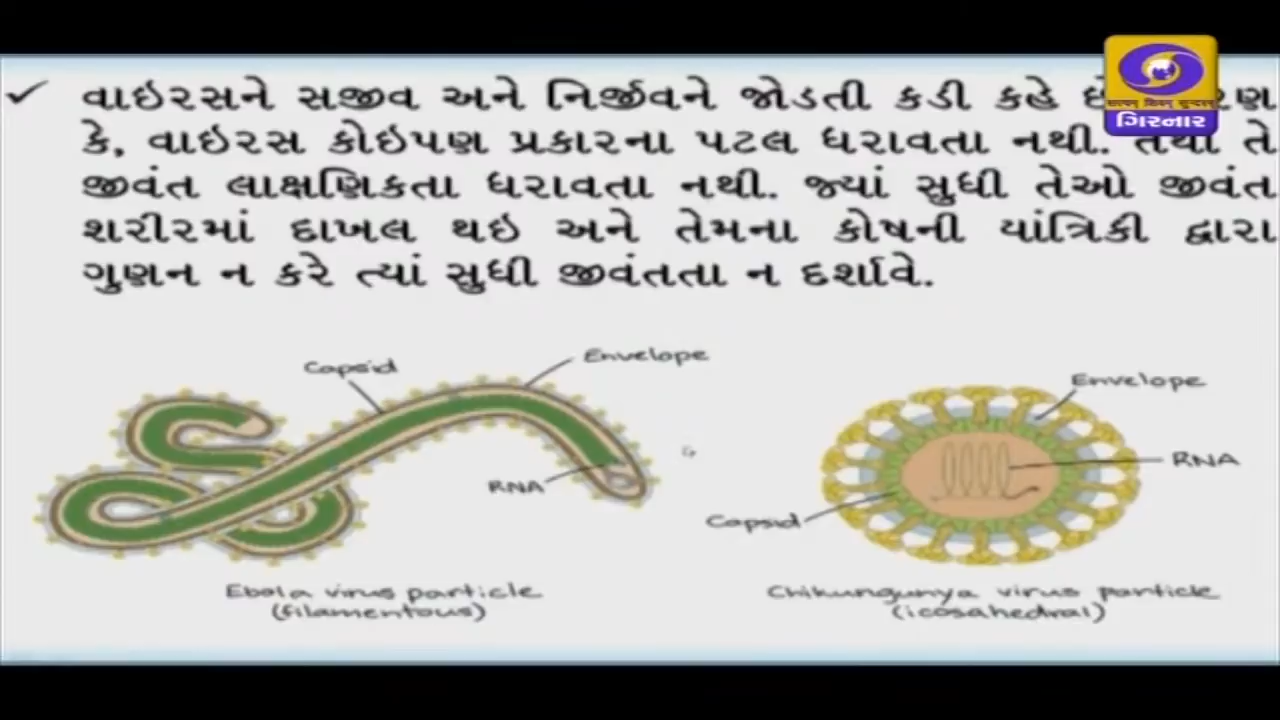 ✓ વાઇરસને સજીવ અને નિર્જીવને જોડતી કડી કહે છે
કે, વાઇરસ કોઇપણ પ્રકારના પટલ ધરાવતા નથી. તથા તે
જીવંત લાક્ષણિકતા ધરાવતા નથી. જ્યાં સુધી તેઓ જીવંત
શરીરમાં દાખલ થઇ અને તેમના કોષની યાંત્રિકી દ્વારા
ગુણન ન કરે ત્યાં સુધી જીવંતતા ન દર્શાવે.
ગિરનાર
Capsid
Envelope
RNA
Ebola virus particle
(filamentous)
Envelope
RNA
Capsid
Chikungunya virus particle
(icosahedral)